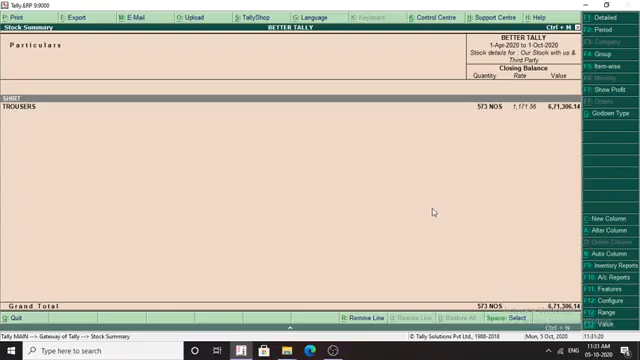 Tally.ERP 9:9000
P: Print
E: Export
M: E-Mail
O: Upload
S: TallyShop
G: Language
K: Keyboard
K: Control Centre
H: Support Centre
H: Help
F1: Detailed
Stock Summary
BETTER TALLY
Ctrl + M
F2: Period
F3: Company
F4: Group
F5: Item-wise
F7: Show Profit
F7: Orders
G: Godown Type
Particulars
BETTER TALLY
1-Apr-2020 to 1-Oct-2020
Stock details for : Our Stock with us &
Third Party
Closing Balance
Quantity Rate Value
SHIRT
TROUSERS 573 NOS 1,171.56 6,71,306.14
C: New Column
A: Alter Column
D: Delete Column
N: Auto Column
F9: Inventory Reports
F10: A/c Reports
F11: Features
F12: Configure
F12: Range
F12: Value
Grand Total 573 NOS 6,71,306.14
Q: Quit
R: Remove Line
R: Restore Line
U: Restore All
Space: Select
Ctrl + N
Tally MAIN --> Gateway of Tally --> Stock Summary
© Tally Solutions Pvt Ltd., 1988-2018
Mon, 5 Oct, 2020
11:31:20
Type here to search
ENG
11:31 AM
05-10-2020